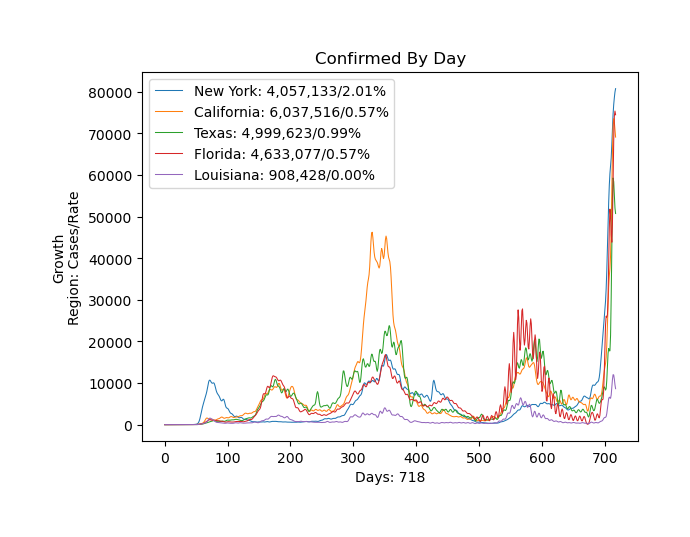 Confirmed By Day
New York: 4,057,133/2.01%
California: 6,037,516/0.57%
Texas: 4,999,623/0.99%
Florida: 4,633,077/0.57%
Louisiana: 908,428/0.00%
80000
70000
60000
50000
40000
30000
20000
10000
0
Growth
Region: Cases/Rate
0 100 200 300 400 500 600 700
Days: 718